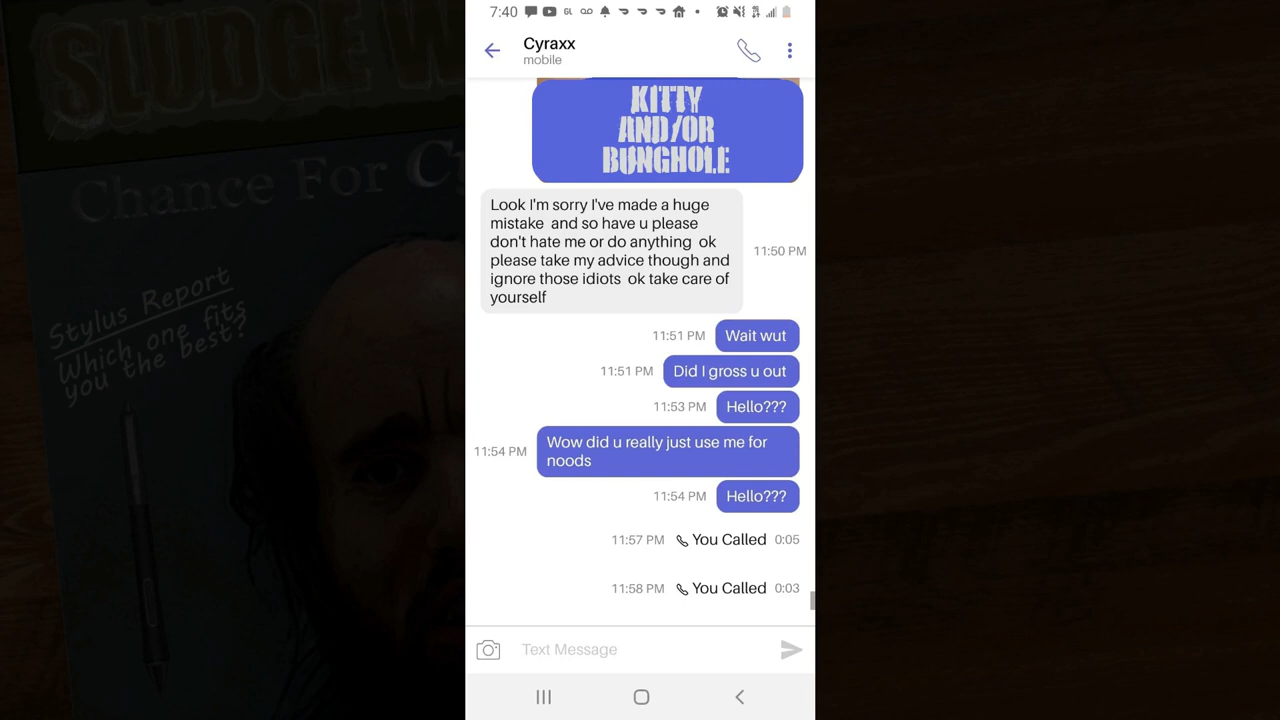 7:40
Cyraxx
mobile
KITTY
AND/OR
BUNGHOLE
Look I'm sorry I've made a huge
mistake  and so have u please
don't hate me or do anything  ok
please take my advice though and
ignore those idiots  ok take care of
yourself
11:50 PM
11:51 PM Wait wut
11:51 PM Did I gross u out
11:53 PM Hello???
11:54 PM Wow did u really just use me for
noods
11:54 PM Hello???
11:57 PM You Called 0:05
11:58 PM You Called 0:03
Text Message
SLUDGE W
Chance For Cy
Stylus Report
Which one fits
you the best?